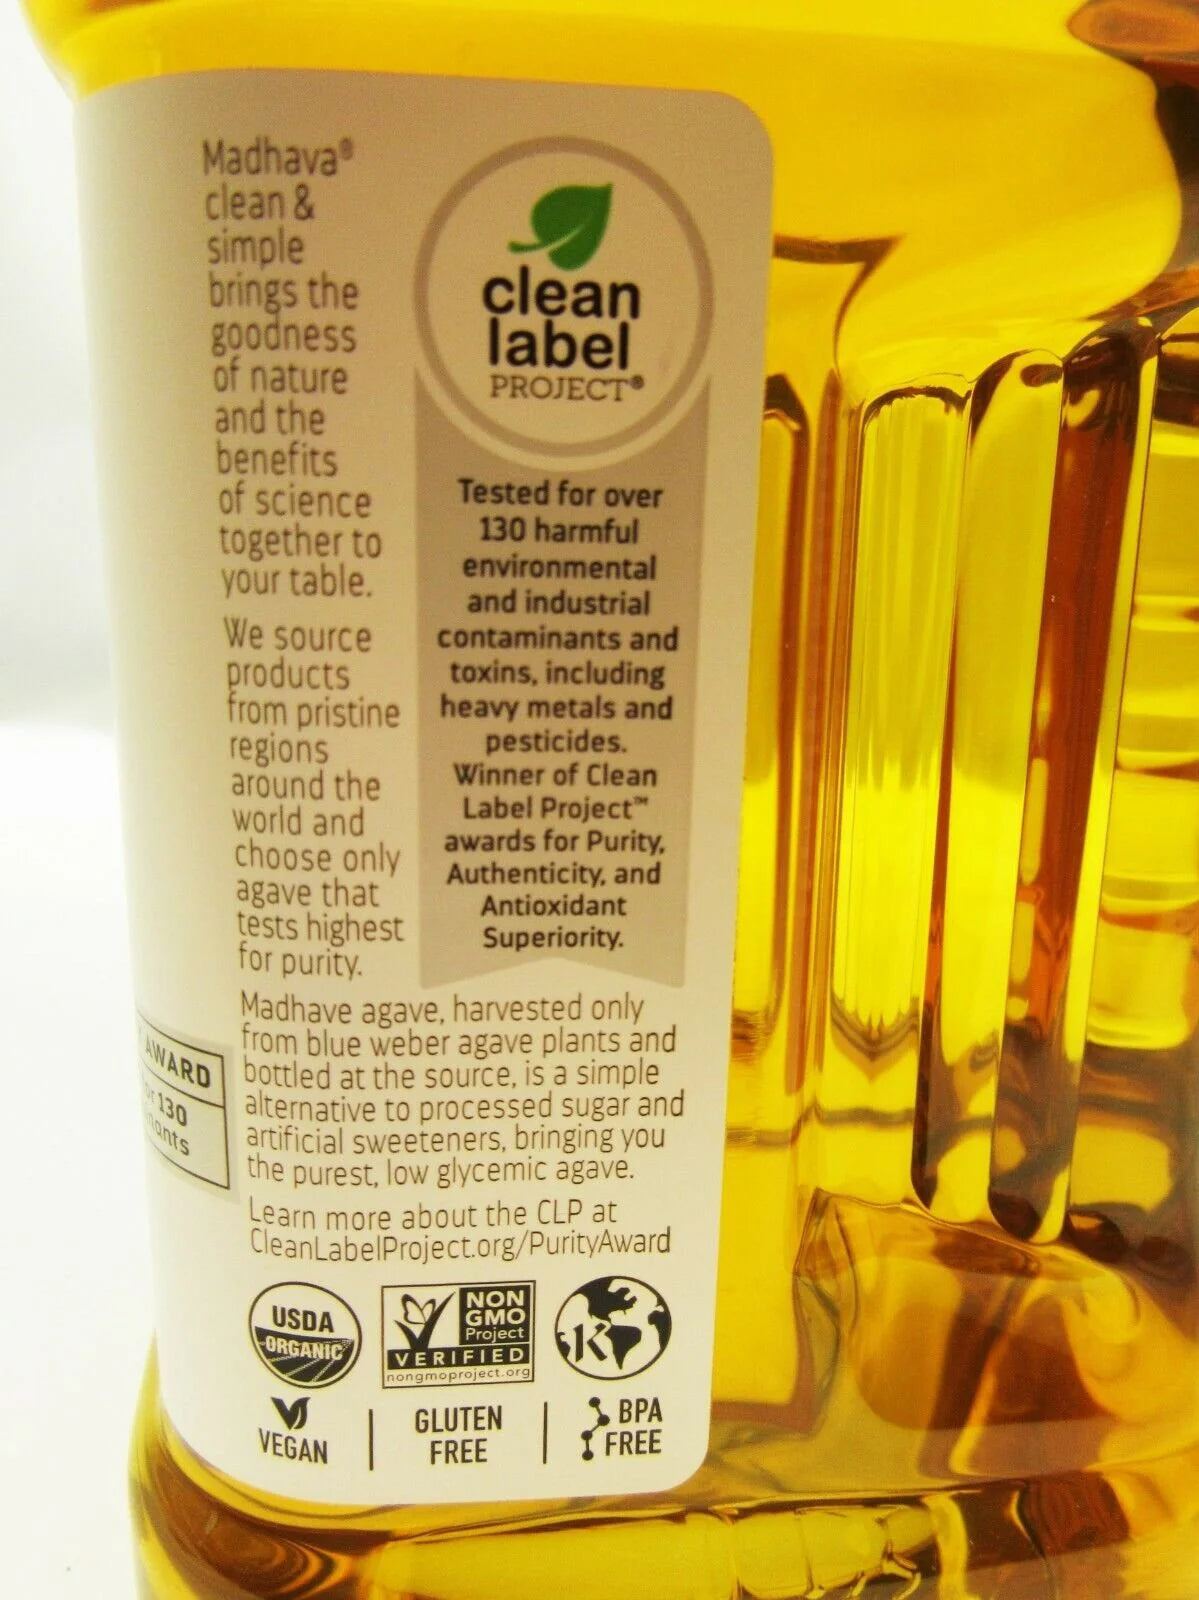 Madhava®
clean &
simple
brings the
goodness
of nature
and the
benefits
of science
together to
your table.
We source
products
from pristine
regions
around the
world and
choose only
agave that
tests highest
for purity.
clean
label
PROJECT®
Tested for over
130 harmful
environmental
and industrial
contaminants and
toxins, including
heavy metals and
pesticides.
Winner of Clean
Label Project™
awards for Purity,
Authenticity, and
Antioxidant
Superiority.
Madhave agave, harvested only
from blue weber agave plants and
bottled at the source, is a simple
alternative to processed sugar and
artificial sweeteners, bringing you
the purest, low glycemic agave.
Learn more about the CLP at
CleanLabelProject.org/PurityAward
AWARD
130
USDA
ORGANIC
NON
GMO
Project
VERIFIED
nongmoproject.org
K
VEGAN
GLUTEN
FREE
BPA
FREE